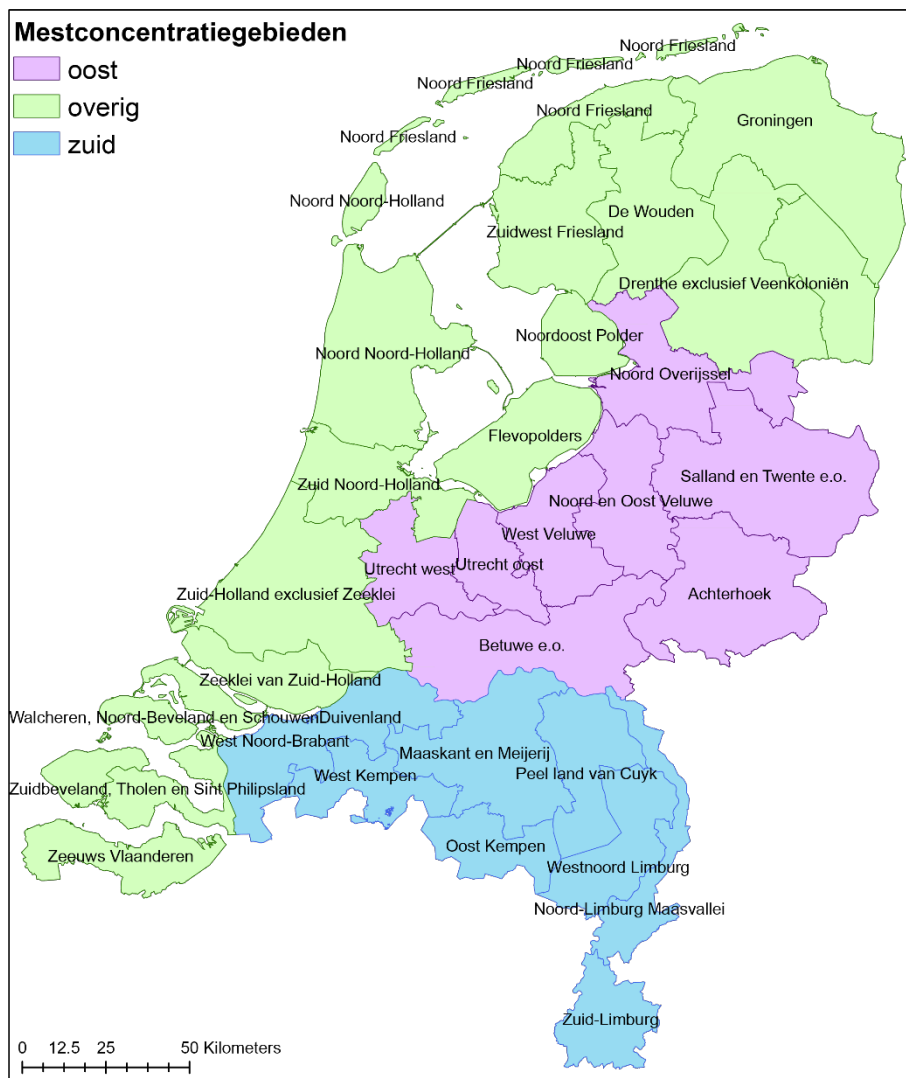 Mestconcentratiegebieden
oost
overig
zuid
Noord Friesland
Noord Friesland
Noord Friesland
Noord Friesland
Noord Friesland
Groningen
Noord Noord-Holland
De Wouden
Zuidwest Friesland
Drenthe exclusief Veenkoloniën
Noordoost Polder
Noord Noord-Holland
Noord Overijssel
Flevopolders
Zuid Noord-Holland
Salland en Twente e.o.
Noord en Oost Veluwe
West Veluwe
Utrecht west
Utrecht oost
Zuid-Holland exclusief Zeeklei
Achterhoek
Betuwe e.o.
Zeeklei van Zuid-Holland
Walcheren, Noord-Beveland en SchouwenDuivenland
West Noord-Brabant
Maaskant en Meijerij
West Kempen
Peel land van Cuyk
Zuidbeveland, Tholen en Sint Philipsland
Oost Kempen
Zeeuws Vlaanderen
Westnoord Limburg
Noord-Limburg Maasvallei
Zuid-Limburg
0 12.5 25 50 Kilometers